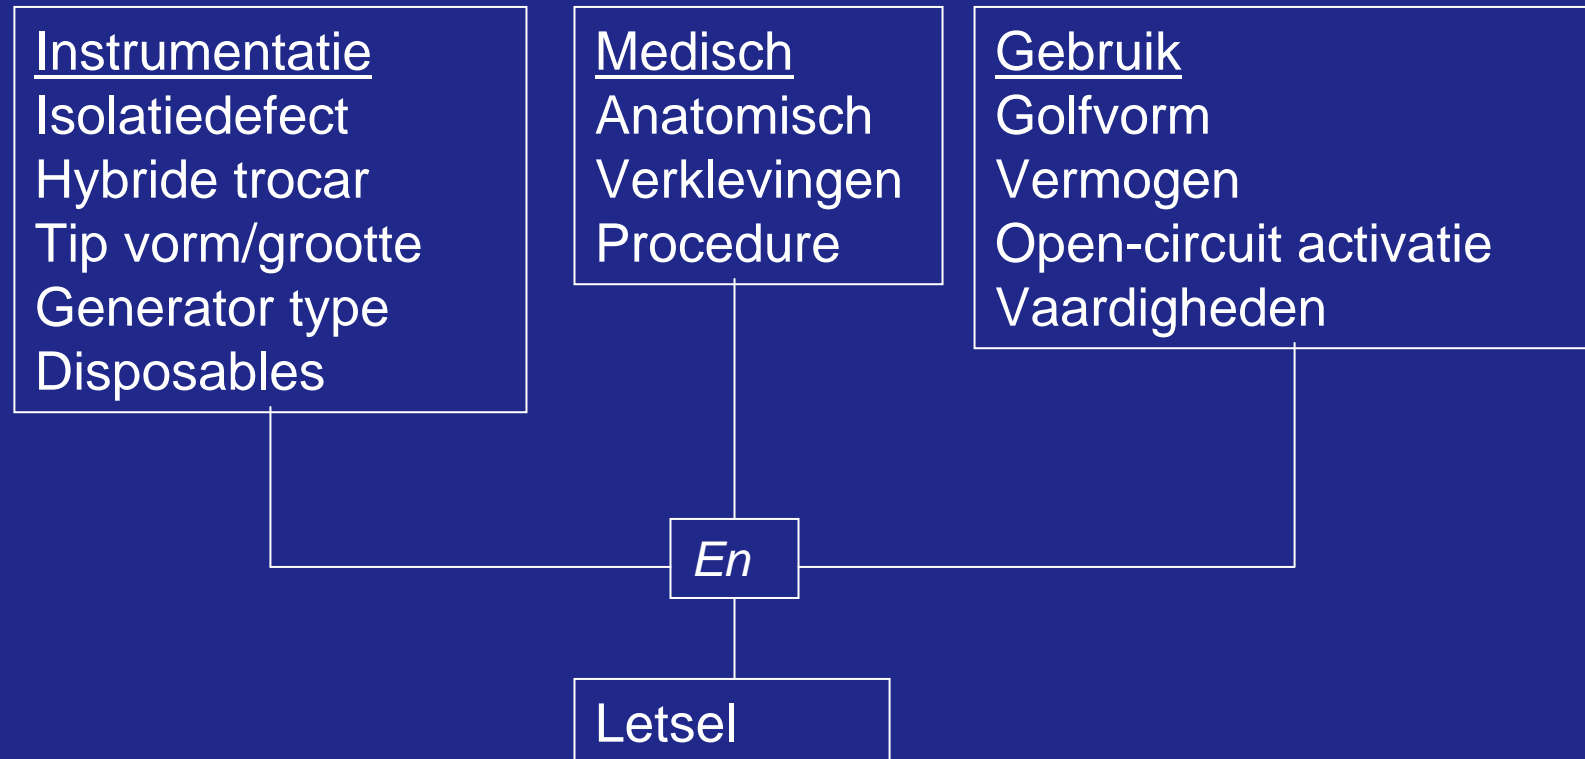 Instrumentatie
Isolatiedefect
Hybride trocar
Tip vorm/grootte
Generator type
Disposables
Medisch
Anatomisch
Verklevingen
Procedure
Gebruik
Golfvorm
Vermogen
Open-circuit activatie
Vaardigheden
En
Letsel